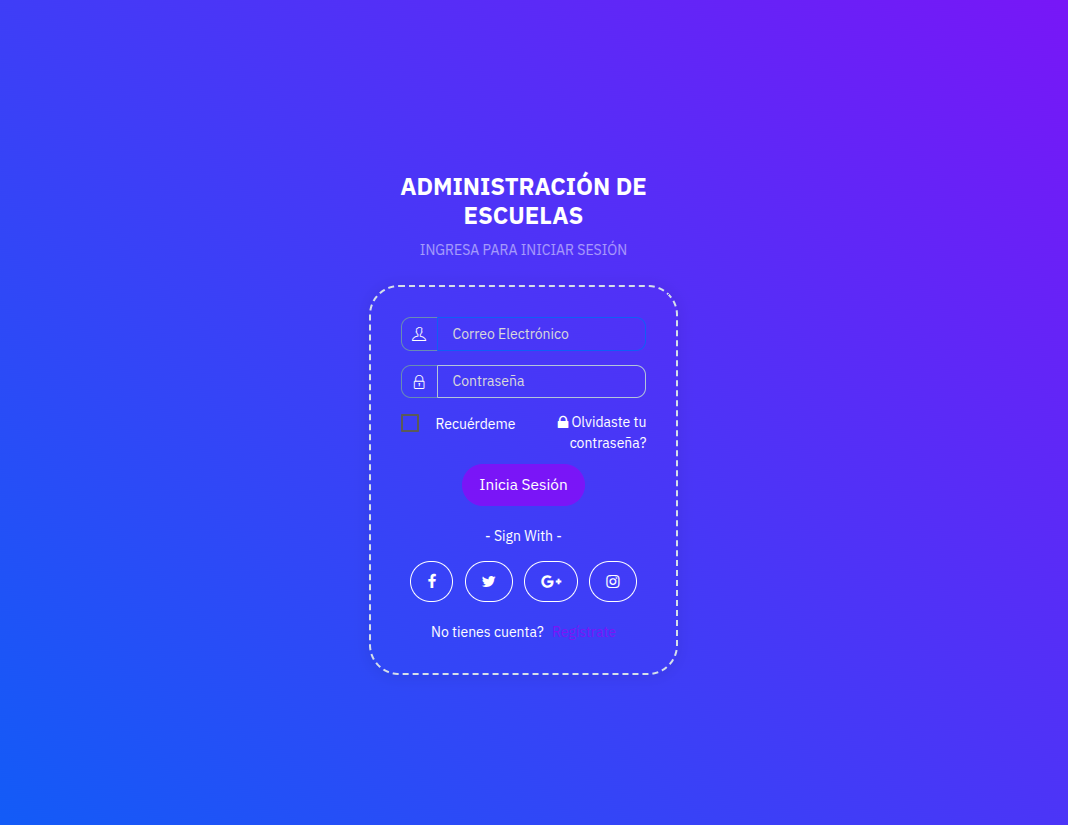 ADMINISTRACIÓN DE
ESCUELAS
INGRESA PARA INICIAR SESIÓN
Correo Electrónico
Contraseña
Recuérdeme
Olvidaste tu
contraseña?
Inicia Sesión
- Sign With -
No tienes cuenta? Regístrate